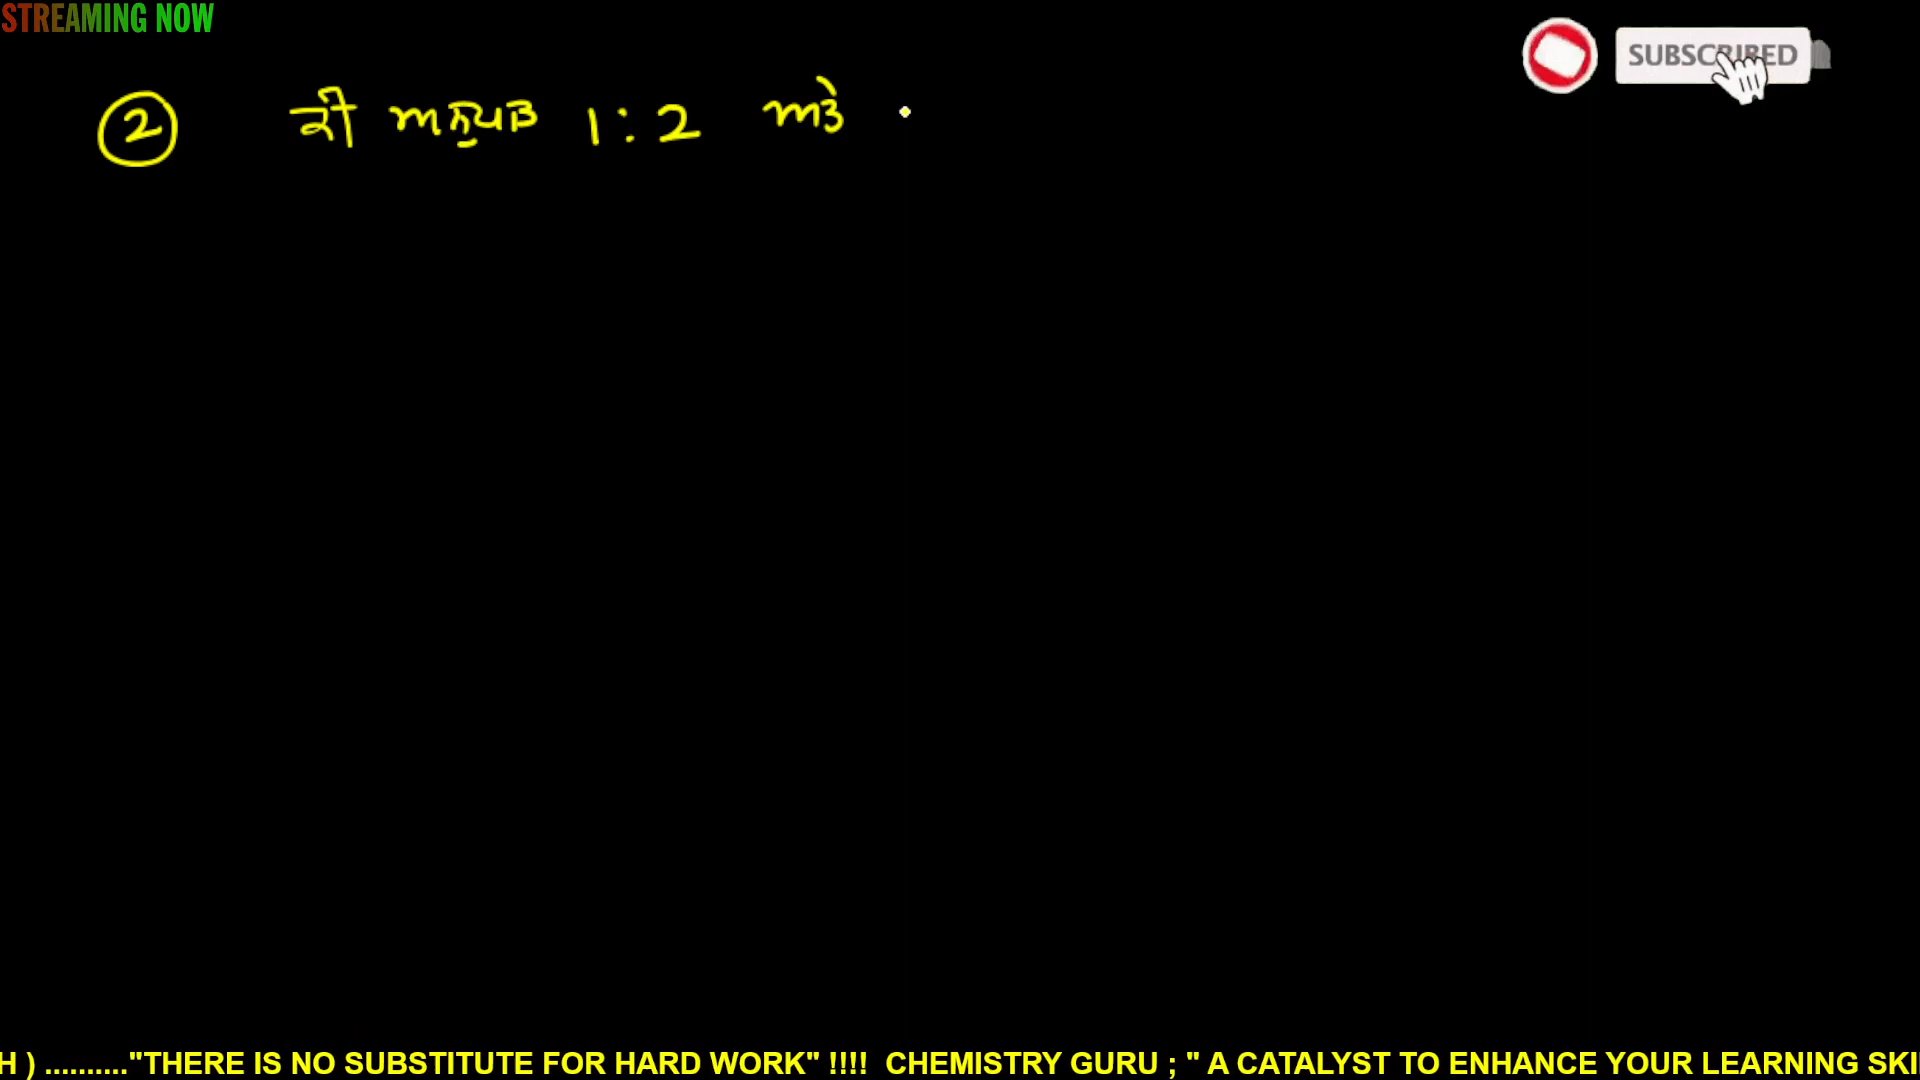 STREAMING NOW
SUBSCRIBED
2 ਕੀ ਅਨੁਪਤ 1 : 2 ਅਤੇ
H ) .........."THERE IS NO SUBSTITUTE FOR HARD WORK" !!!! CHEMISTRY GURU ; " A CATALYST TO ENHANCE YOUR LEARNING SKI